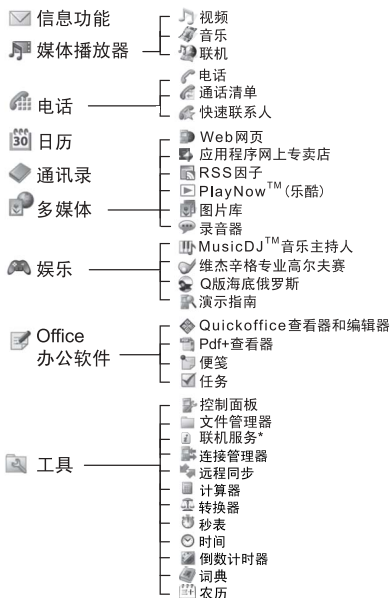 信息功能
媒体播放器
视频
音乐
联机
电话
电话
通话清单
快速联系人
30 日历
通讯录
多媒体
Web网页
应用程序网上专卖店
RSS因子
PlayNow™(乐酷)
图片库
录音器
娱乐
MusicDJ™音乐主持人
维杰辛格专业高尔夫赛
Q版海底俄罗斯
演示指南
Office
办公软件
Quickoffice查看器和编辑器
Pdf+查看器
便笺
任务
工具
控制面板
文件管理器
联机服务*
连接管理器
远程同步
计算器
转换器
秒表
时间
倒数计时器
词典
农历